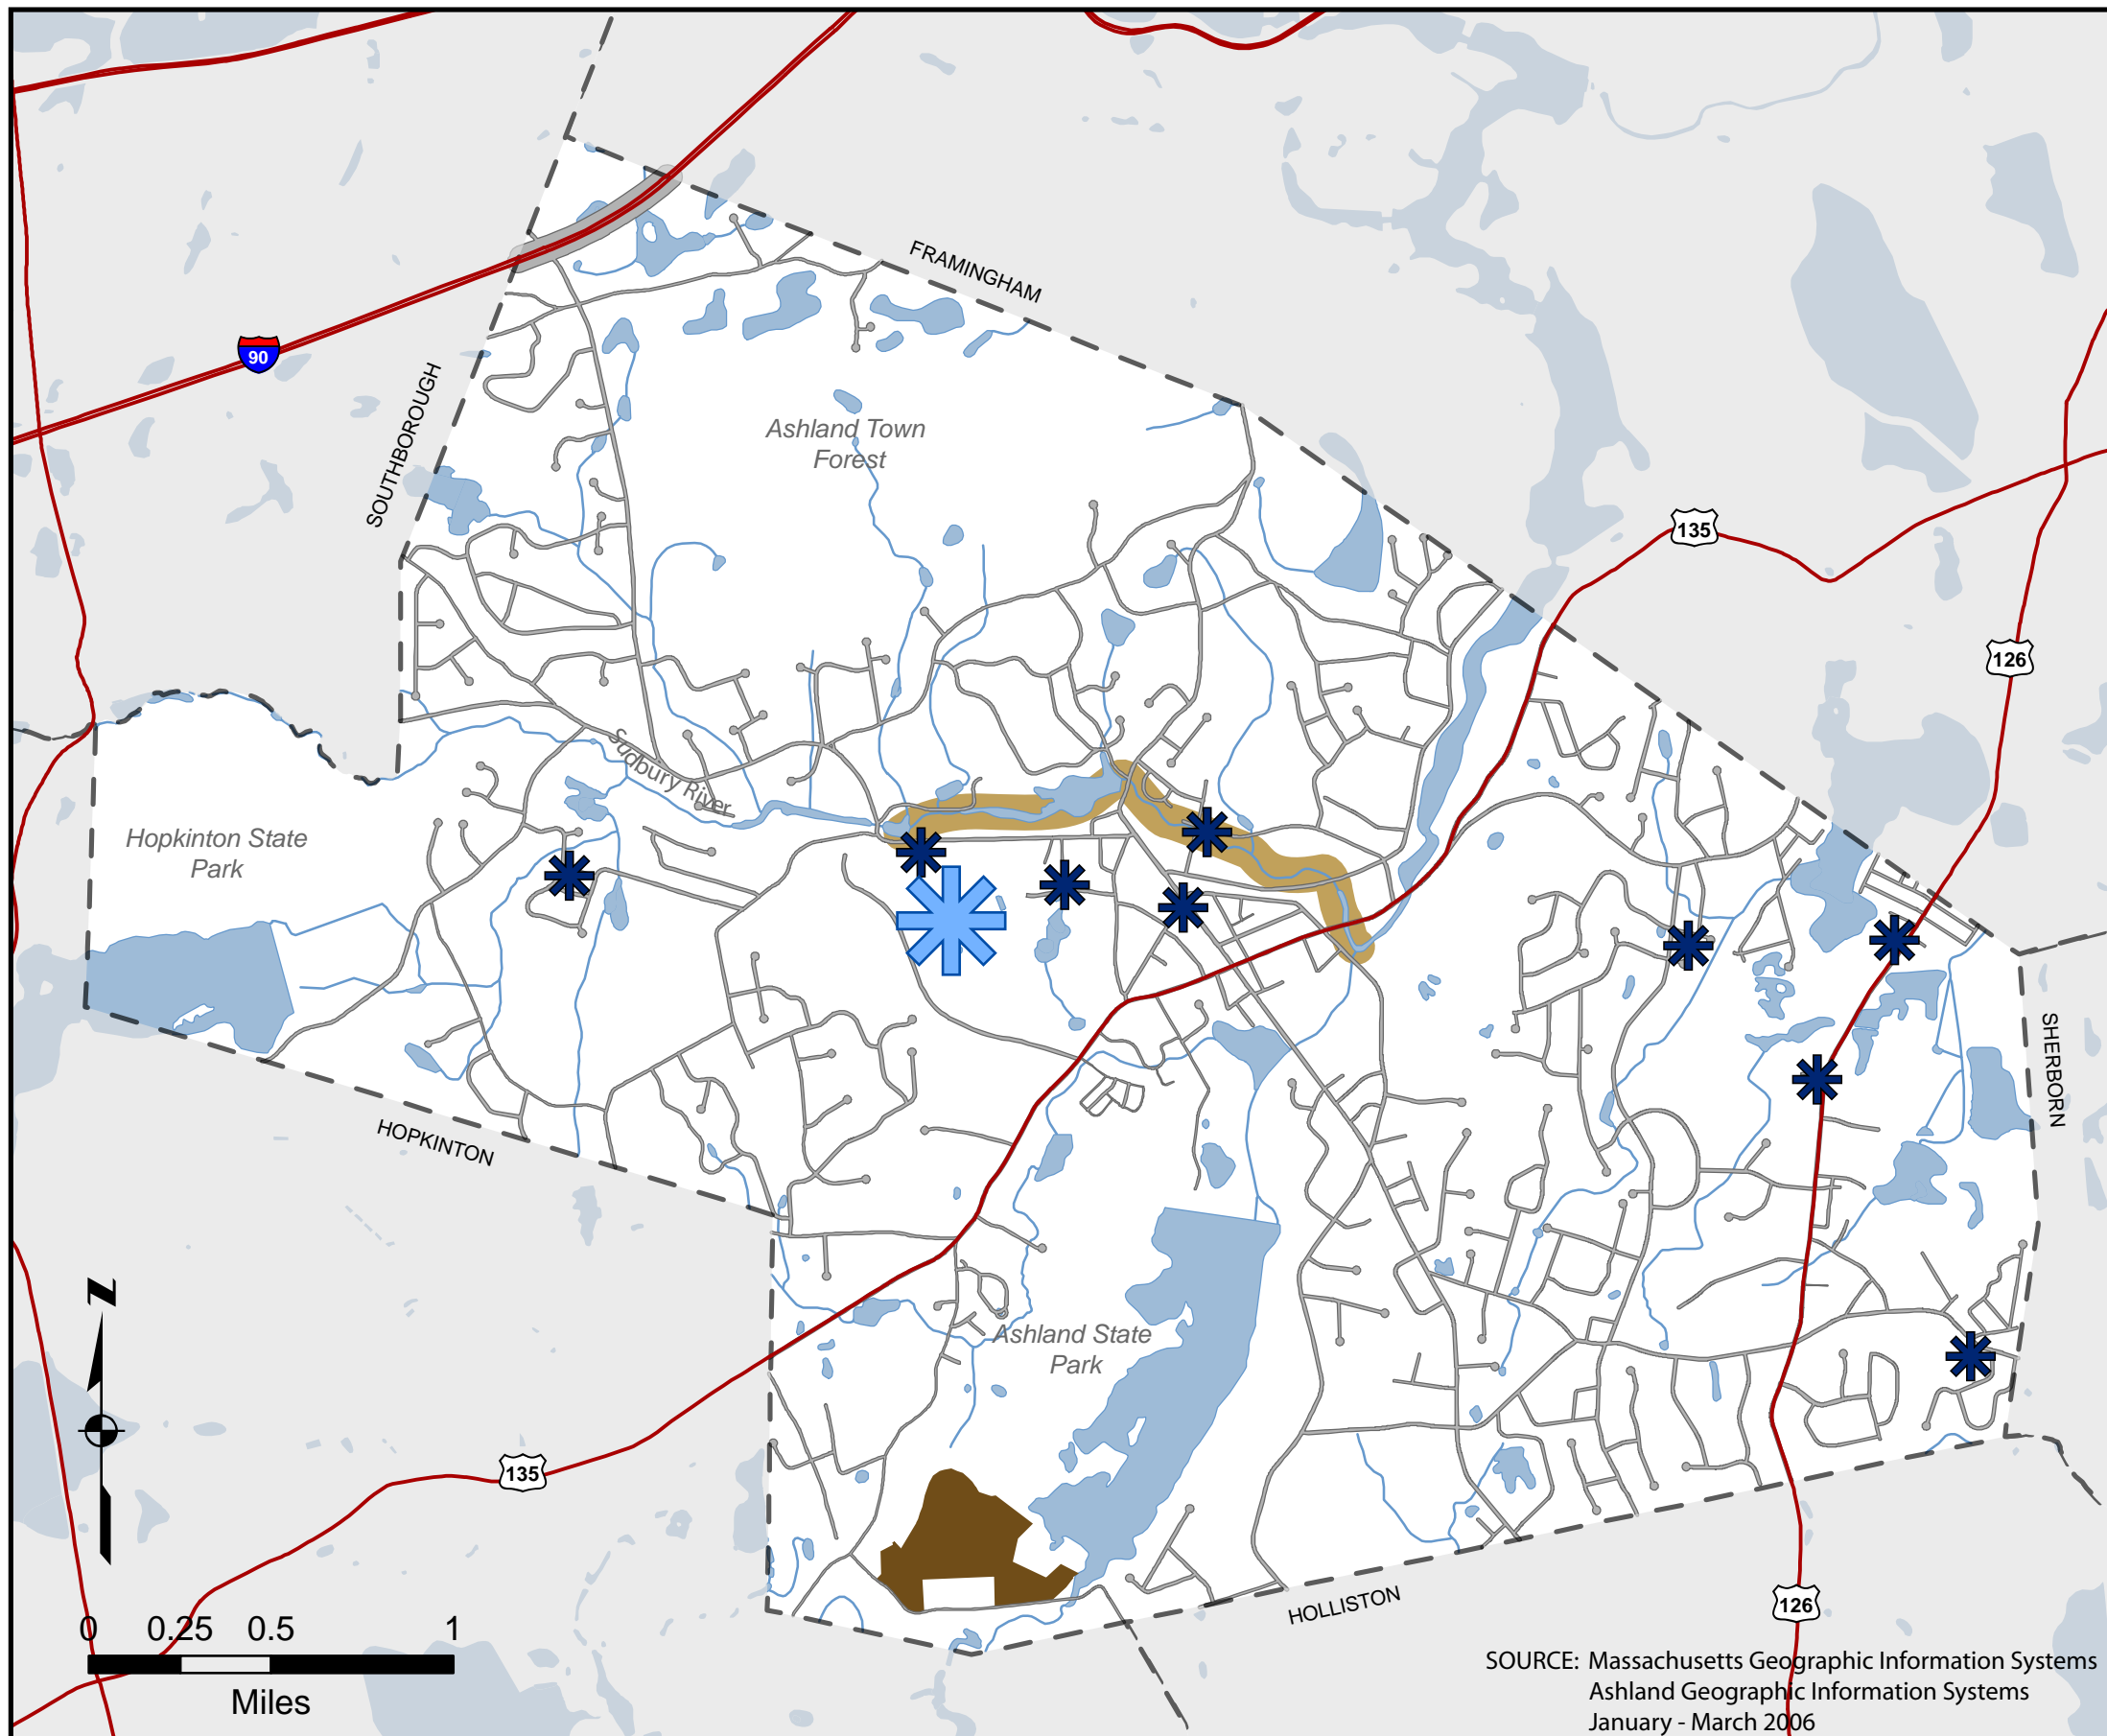 FRAMINGHAM
90
SOUTHBOROUGH
Ashland Town
Forest
135
126
Sudbury River
Hopkinton State
Park
SHERBORN
HOPKINTON
N
Ashland State
Park
135
HOLLISTON
126
0 0.25 0.5 1
Miles
SOURCE: Massachusetts Geographic Information Systems
Ashland Geographic Information Systems
January - March 2006